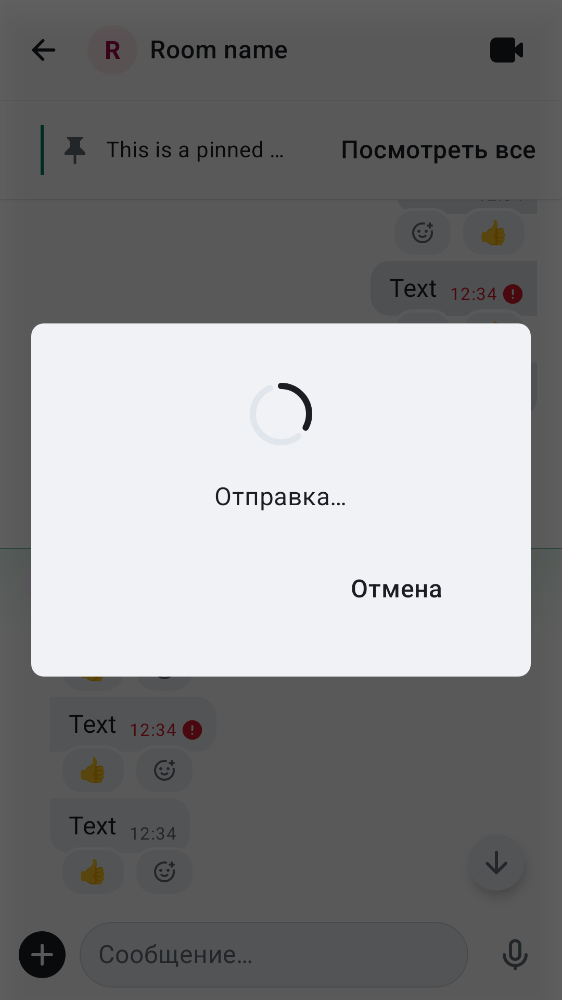 R Room name
This is a pinned … Посмотреть все
Text 12:34
Отправка…
Отмена
Text 12:34
Text 12:34
Сообщение…